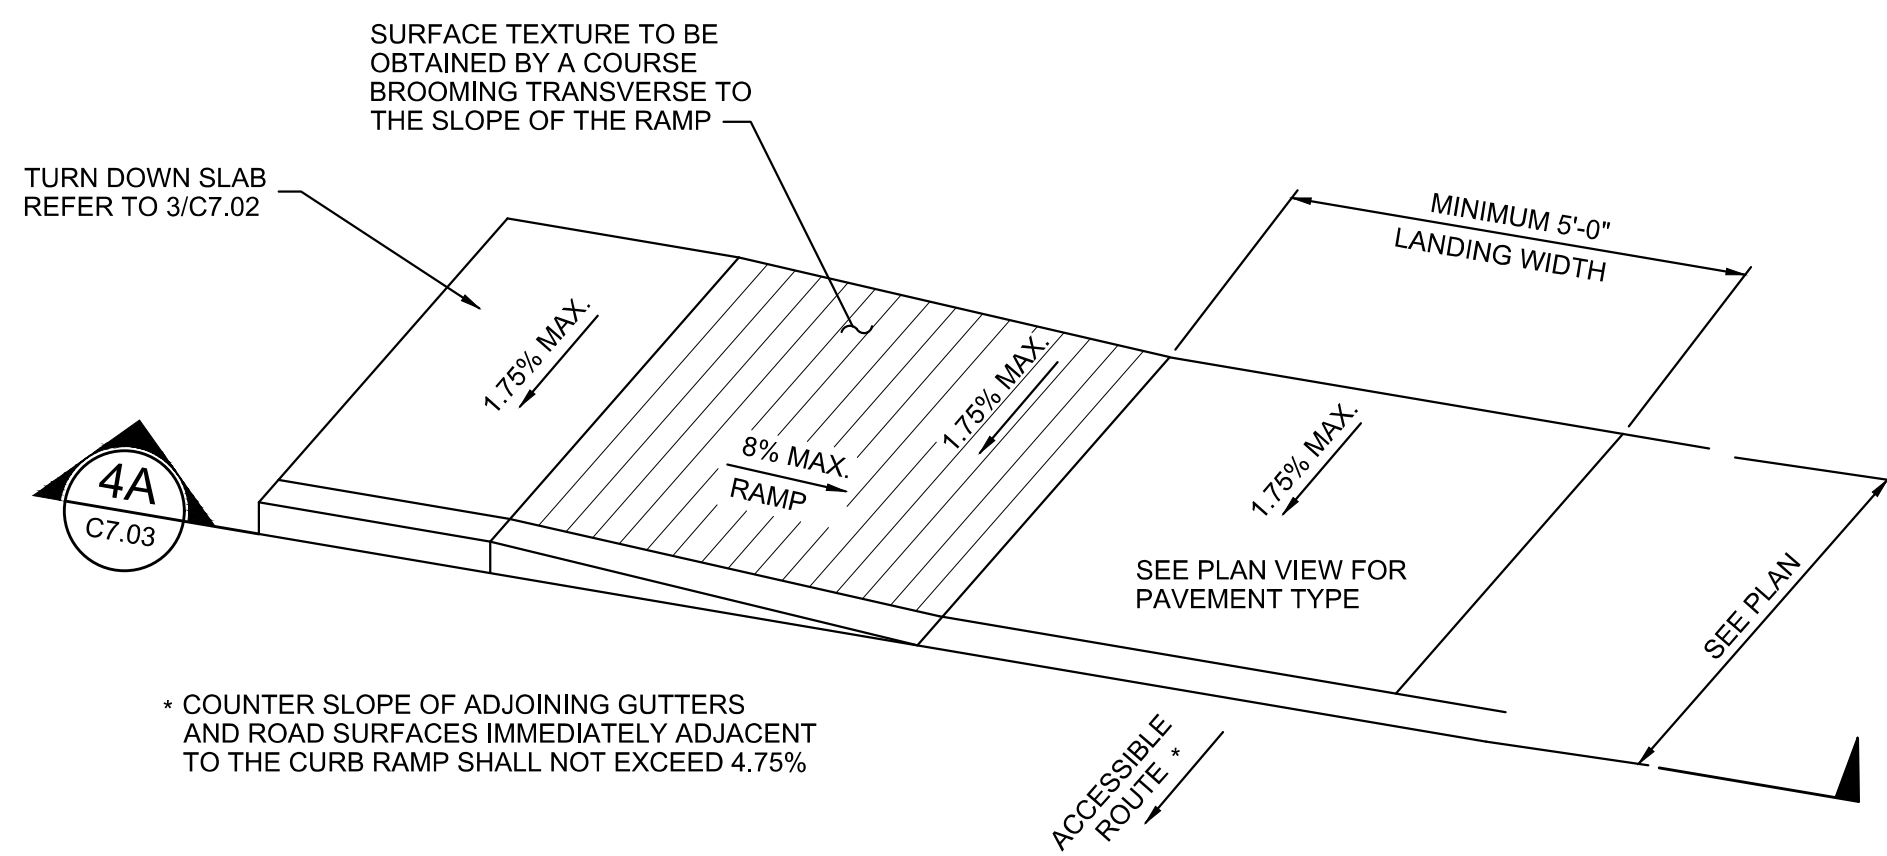 SURFACE TEXTURE TO BE
OBTAINED BY A COURSE
BROOMING TRANSVERSE TO
THE SLOPE OF THE RAMP
TURN DOWN SLAB
REFER TO 3/C7.02
MINIMUM 5'-0"
LANDING WIDTH
1.75% MAX.
1.75% MAX.
8% MAX.
RAMP
1.75% MAX.
4A
C7.03
SEE PLAN VIEW FOR
PAVEMENT TYPE
SEE PLAN
* COUNTER SLOPE OF ADJOINING GUTTERS
AND ROAD SURFACES IMMEDIATELY ADJACENT
TO THE CURB RAMP SHALL NOT EXCEED 4.75%
ACCESSIBLE
ROUTE *